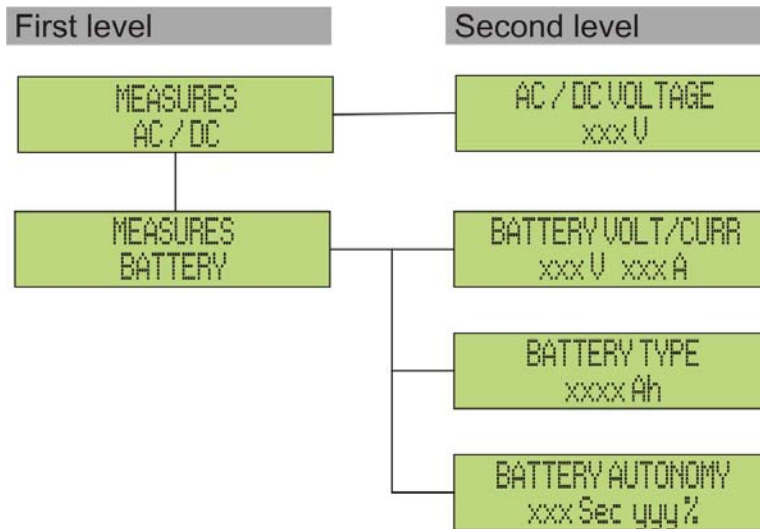 First level
Second level
MEASURES
AC / DC
AC / DC VOLTAGE
xxx V
MEASURES
BATTERY
BATTERY VOLT/CURR
xxx V xxx A
BATTERY TYPE
xxxx Ah
BATTERY AUTONOMY
xxx Sec yyy %